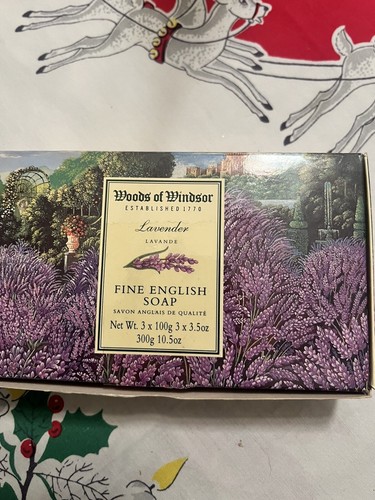 Woods of Windsor
ESTABLISHED 1770
Lavender
LAVANDE
FINE ENGLISH
SOAP
SAVON ANGLAIS DE QUALITÉ
Net Wt. 3 x 100g 3 x 3.5oz
300g 10.5oz